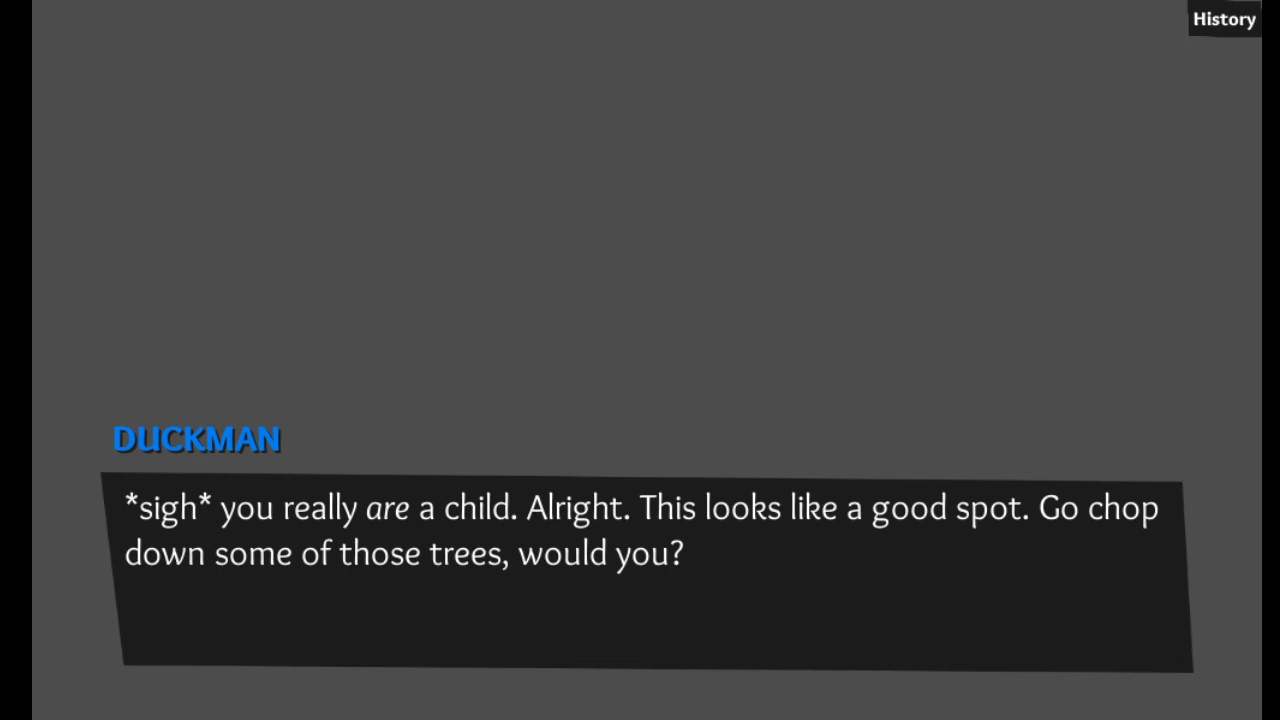 History
DUCKMAN
*sigh* you really are a child. Alright. This looks like a good spot. Go chop
down some of those trees, would you?